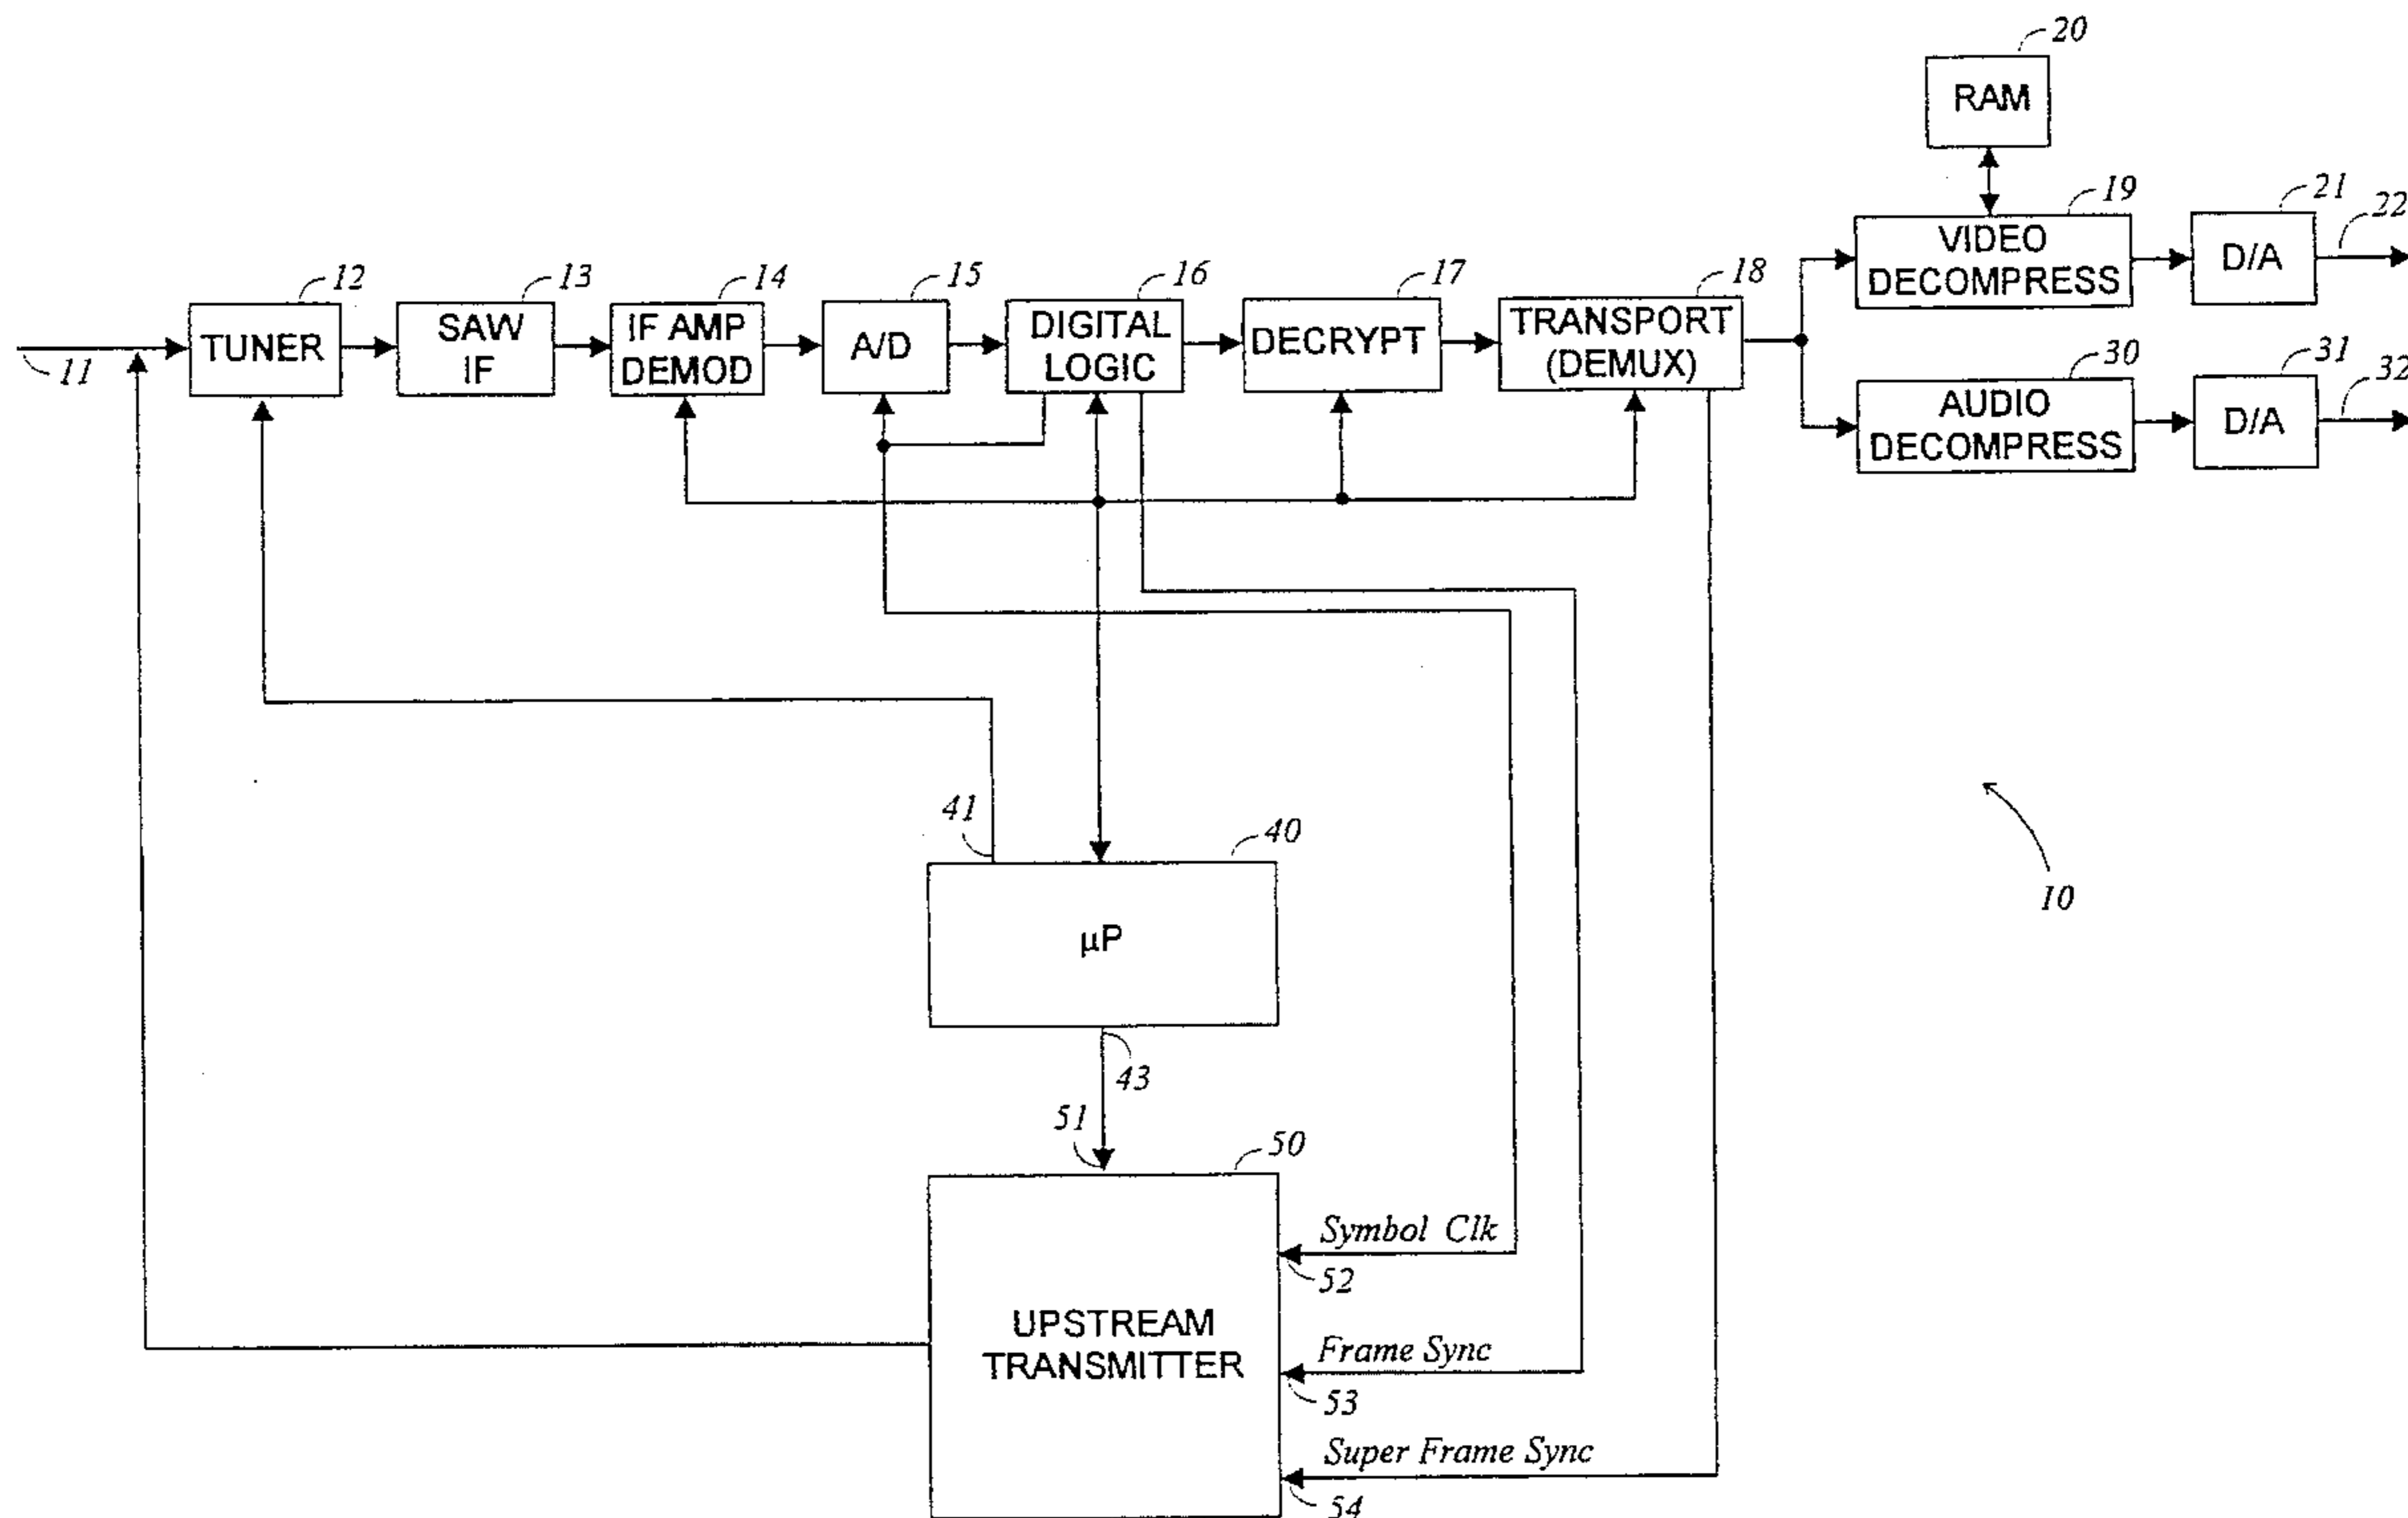 20
RAM
19
21
22
VIDEO
DECOMPRESS
D/A
12
13
14
15
16
17
18
TUNER
SAW
IF
IF AMP
DEMOD
A/D
DIGITAL
LOGIC
DECRYPT
TRANSPORT
(DEMUX)
11
30
31
32
AUDIO
DECOMPRESS
D/A
41
40
μP
10
43
51
50
UPSTREAM
TRANSMITTER
Symbol Clk
52
Frame Sync
53
Super Frame Sync
54